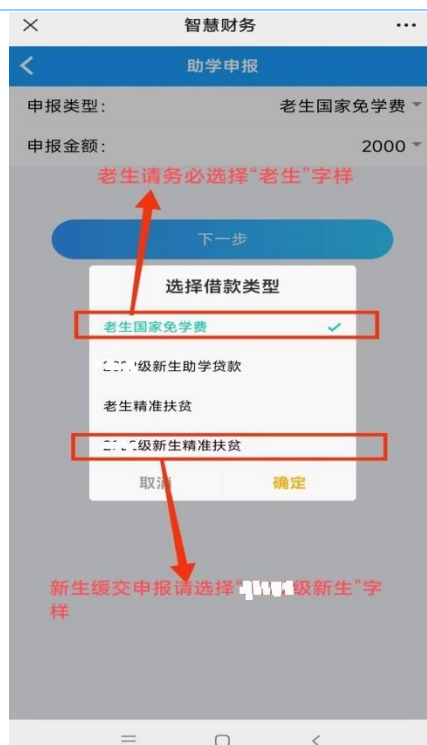 智慧财务
助学申报
申报类型: 老生国家免学费
申报金额: 2000
老生请务必选择“老生”字样
下一步
选择借款类型
老生国家免学费
级新生助学贷款
老生精准扶贫
级新生精准扶贫
取消 确定
新生缓交申报请选择“级新生”字
样